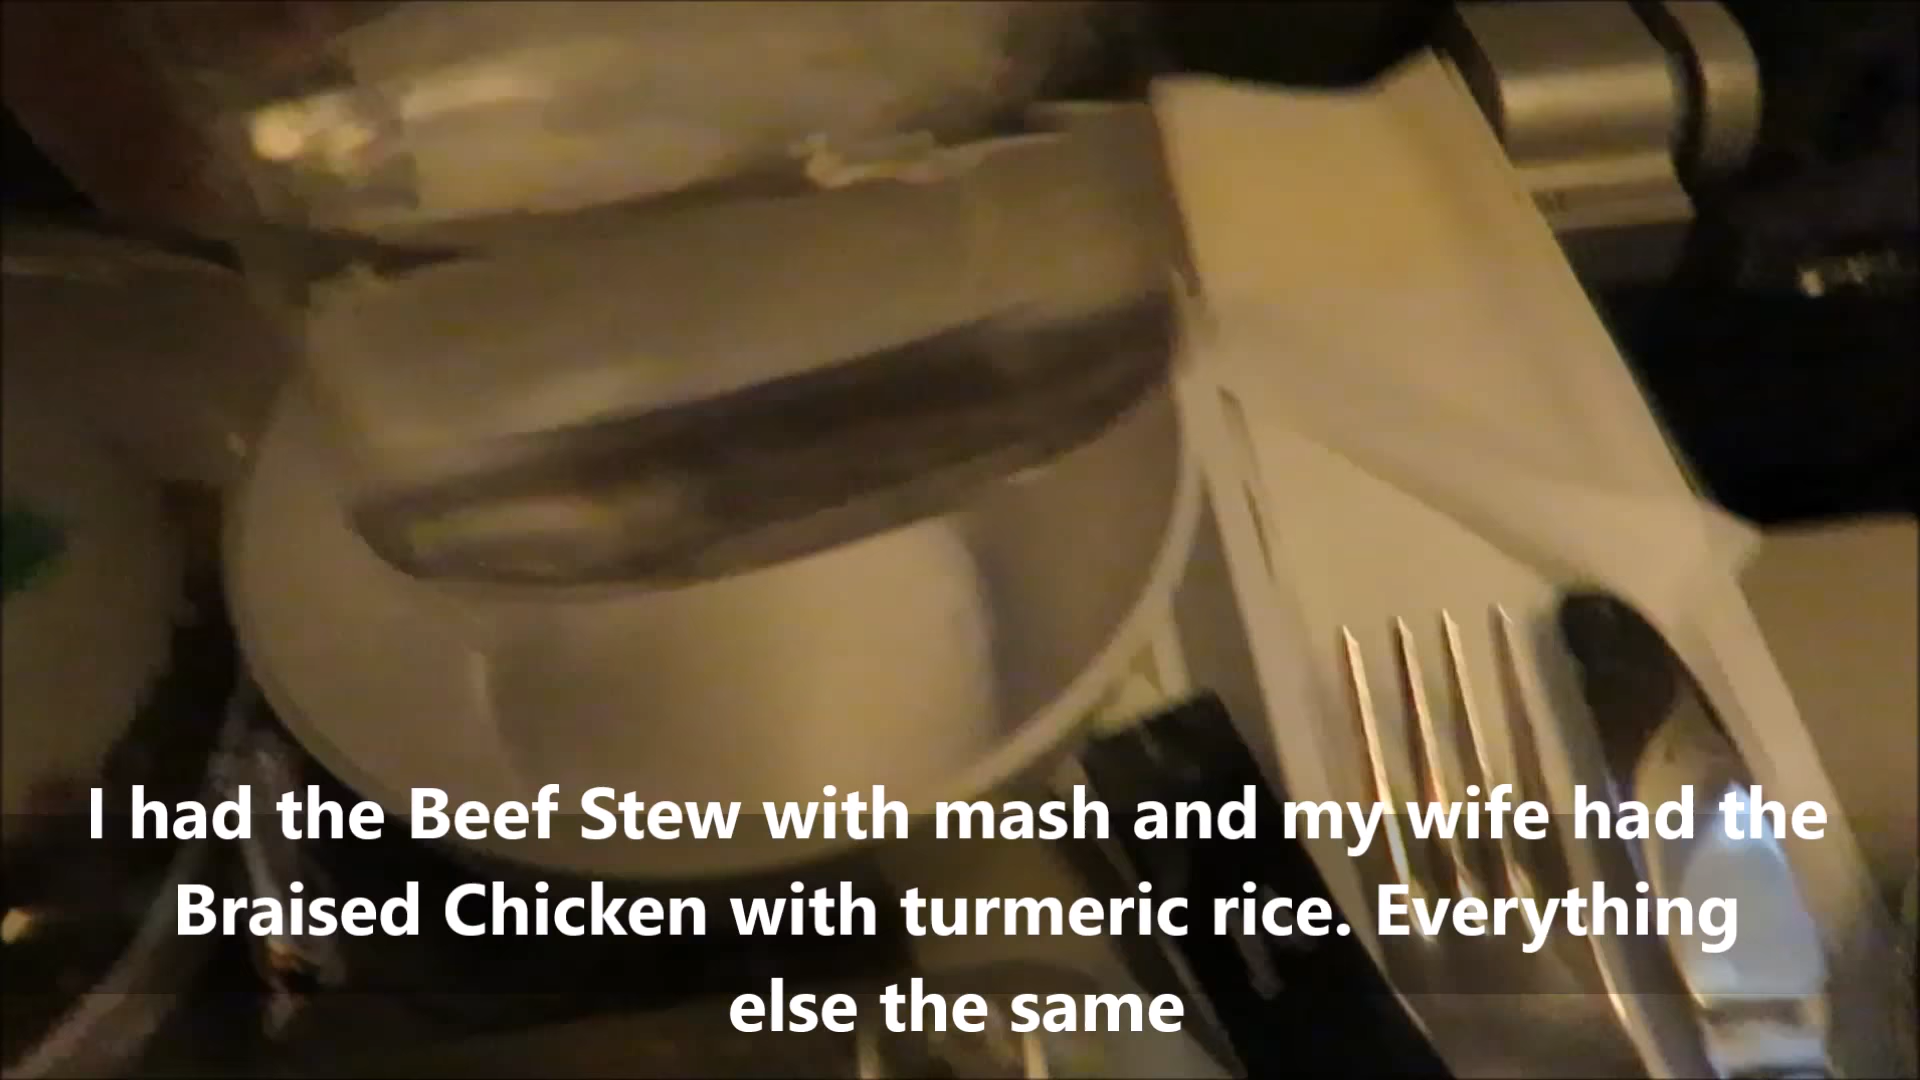 I had the Beef Stew with mash and my wife had the
Braised Chicken with turmeric rice. Everything
else the same